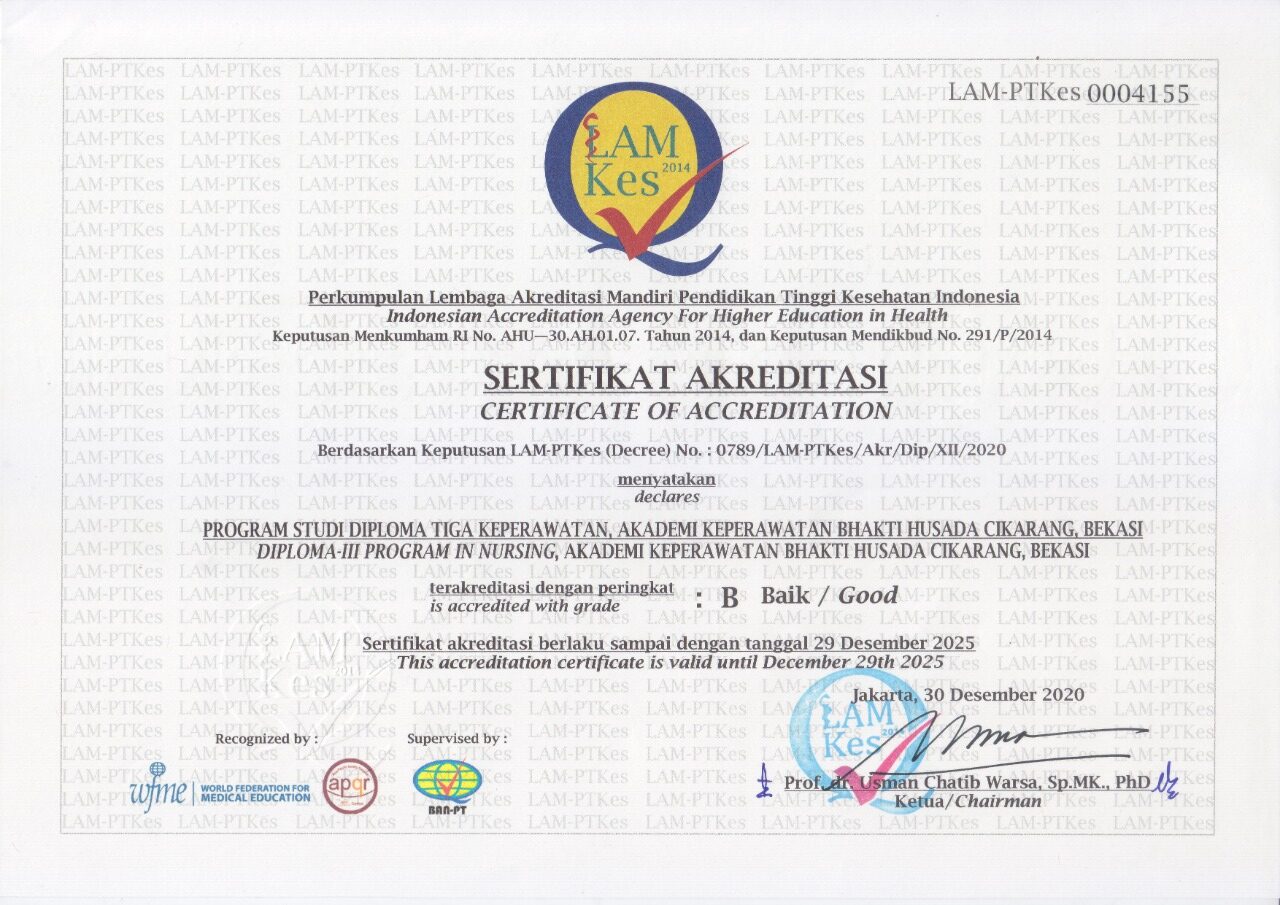 LAM-PTKes 0004155
LAM
Kes 2014
Perkumpulan Lembaga Akreditasi Mandiri Pendidikan Tinggi Kesehatan Indonesia
Indonesian Accreditation Agency For Higher Education in Health
Keputusan Menkumham RI No. AHU—30.AH.01.07. Tahun 2014, dan Keputusan Mendikbud No. 291/P/2014
SERTIFIKAT AKREDITASI
CERTIFICATE OF ACCREDITATION
Berdasarkan Keputusan LAM-PTKes (Decree) No. : 0789/LAM-PTKes/Akr/Dip/XII/2020
menyatakan
declares
PROGRAM STUDI DIPLOMA TIGA KEPERAWATAN, AKADEMI KEPERAWATAN BHAKTI HUSADA CIKARANG, BEKASI
DIPLOMA-III PROGRAM IN NURSING, AKADEMI KEPERAWATAN BHAKTI HUSADA CIKARANG, BEKASI
terakreditasi dengan peringkat
is accredited with grade : B Baik / Good
Sertifikat akreditasi berlaku sampai dengan tanggal 29 Desember 2025
This accreditation certificate is valid until December 29th 2025
Jakarta, 30 Desember 2020
LAM
Kes 2014
Recognized by : Supervised by :
wfme WORLD FEDERATION FOR
MEDICAL EDUCATION
apqr
BAN-PT
Prof. dr. Usman Chatib Warsa, Sp.MK., PhD
Ketua/Chairman